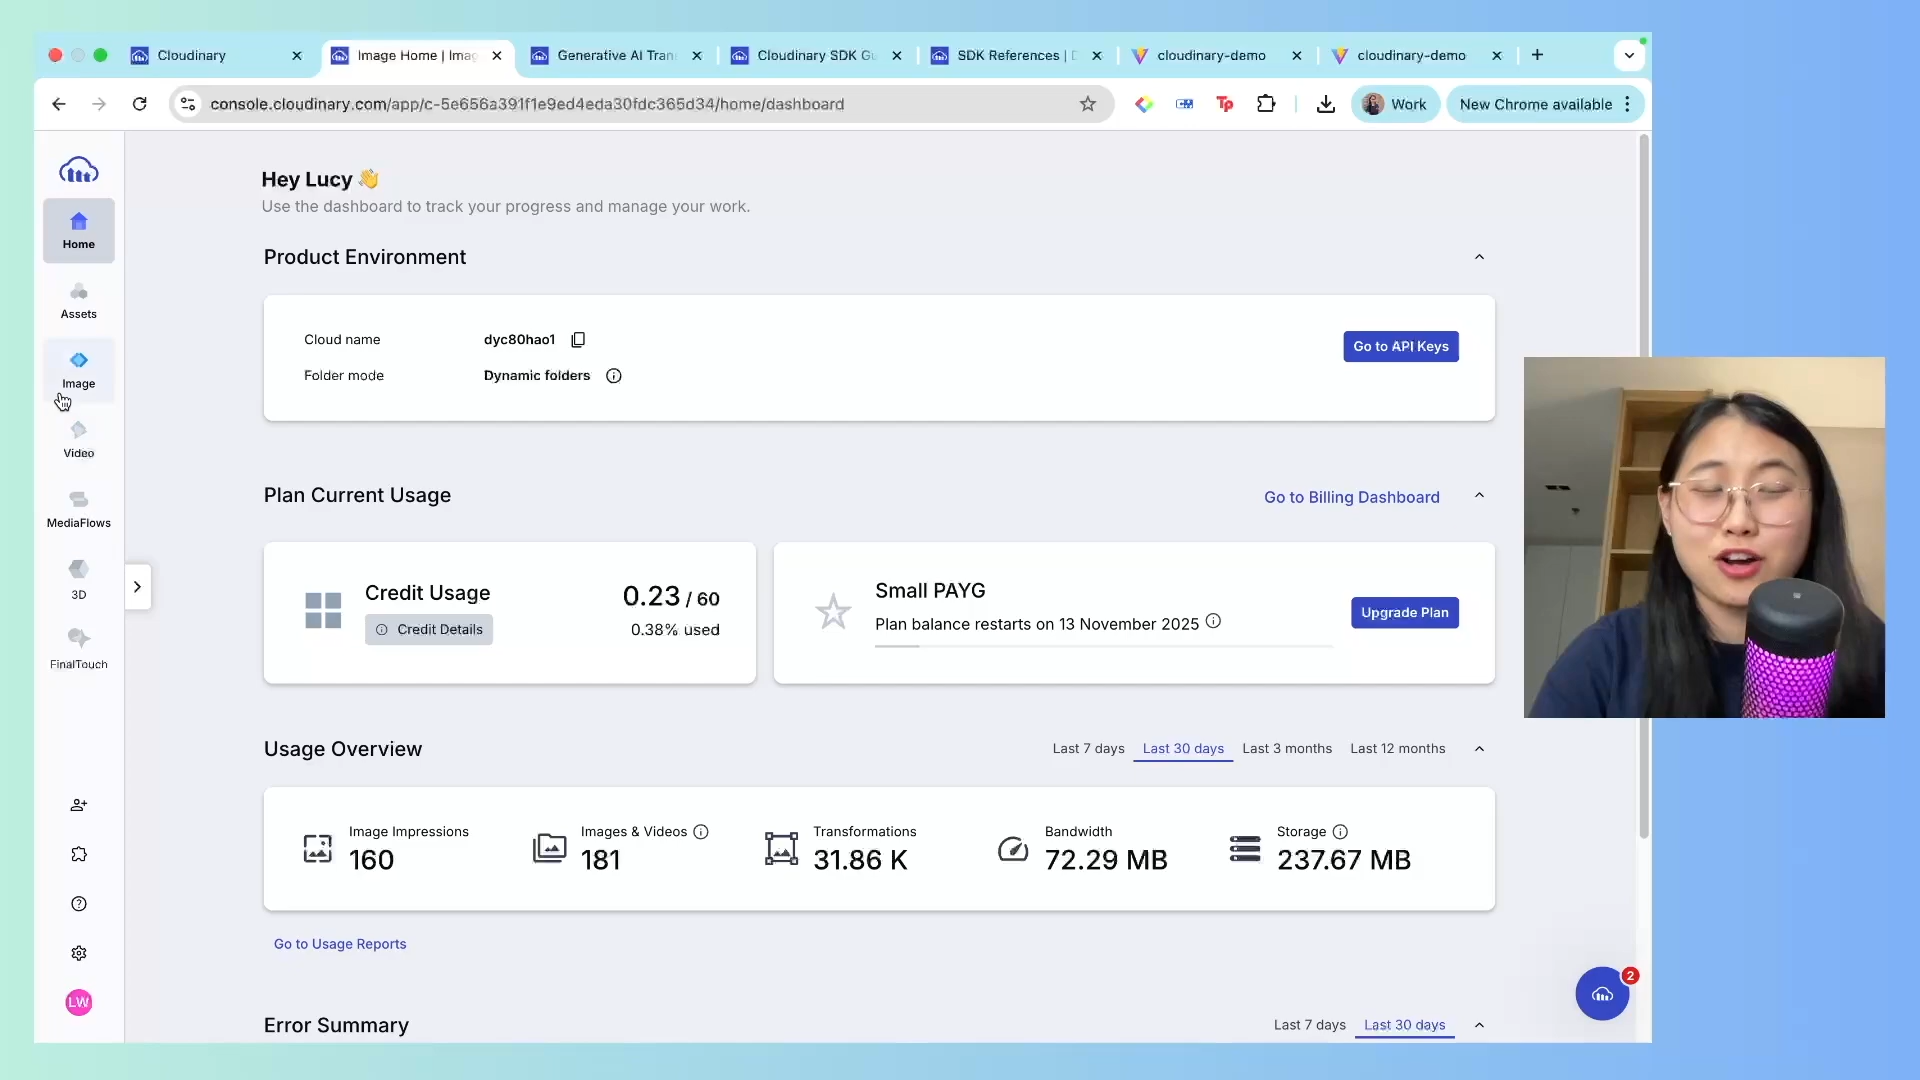 Cloudinary
Image Home | Imag
Generative AI Tran
Cloudinary SDK Gu
SDK References | D
cloudinary-demo
cloudinary-demo
console.cloudinary.com/app/c-5e656a391f1e9ed4eda30fdc365d34/home/dashboard
Tp
Work
New Chrome available
Home
Assets
Image
Video
MediaFlows
3D
FinalTouch
LW
Hey Lucy 👋
Use the dashboard to track your progress and manage your work.
Product Environment
Cloud name
dyc80hao1
Go to API Keys
Folder mode
Dynamic folders
Plan Current Usage
Go to Billing Dashboard
Credit Usage
0.23 / 60
Credit Details
0.38% used
Small PAYG
Plan balance restarts on 13 November 2025
Upgrade Plan
Usage Overview
Last 7 days
Last 30 days
Last 3 months
Last 12 months
Image Impressions
160
Images & Videos
181
Transformations
31.86 K
Bandwidth
72.29 MB
Storage
237.67 MB
Go to Usage Reports
2
Error Summary
Last 7 days
Last 30 days